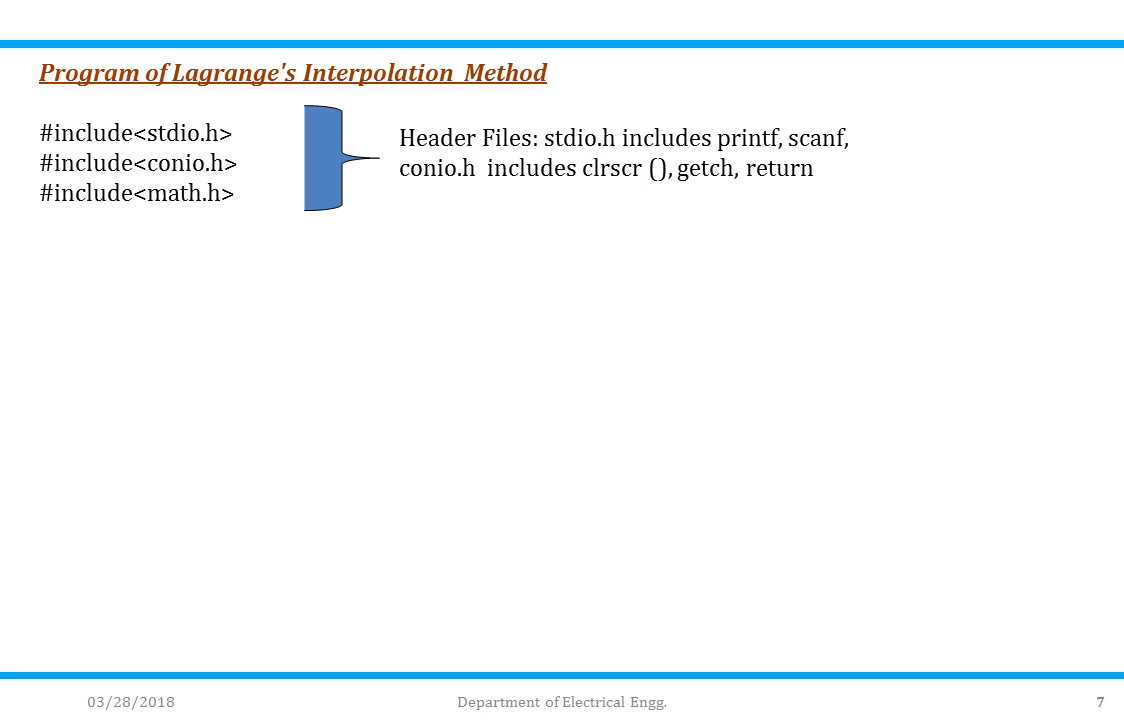 Program of Lagrange's Interpolation Method
#include<stdio.h>
#include<conio.h>
#include<math.h>
Header Files: stdio.h includes printf, scanf,
conio.h includes clrscr (), getch, return
03/28/2018
Department of Electrical Engg.
7